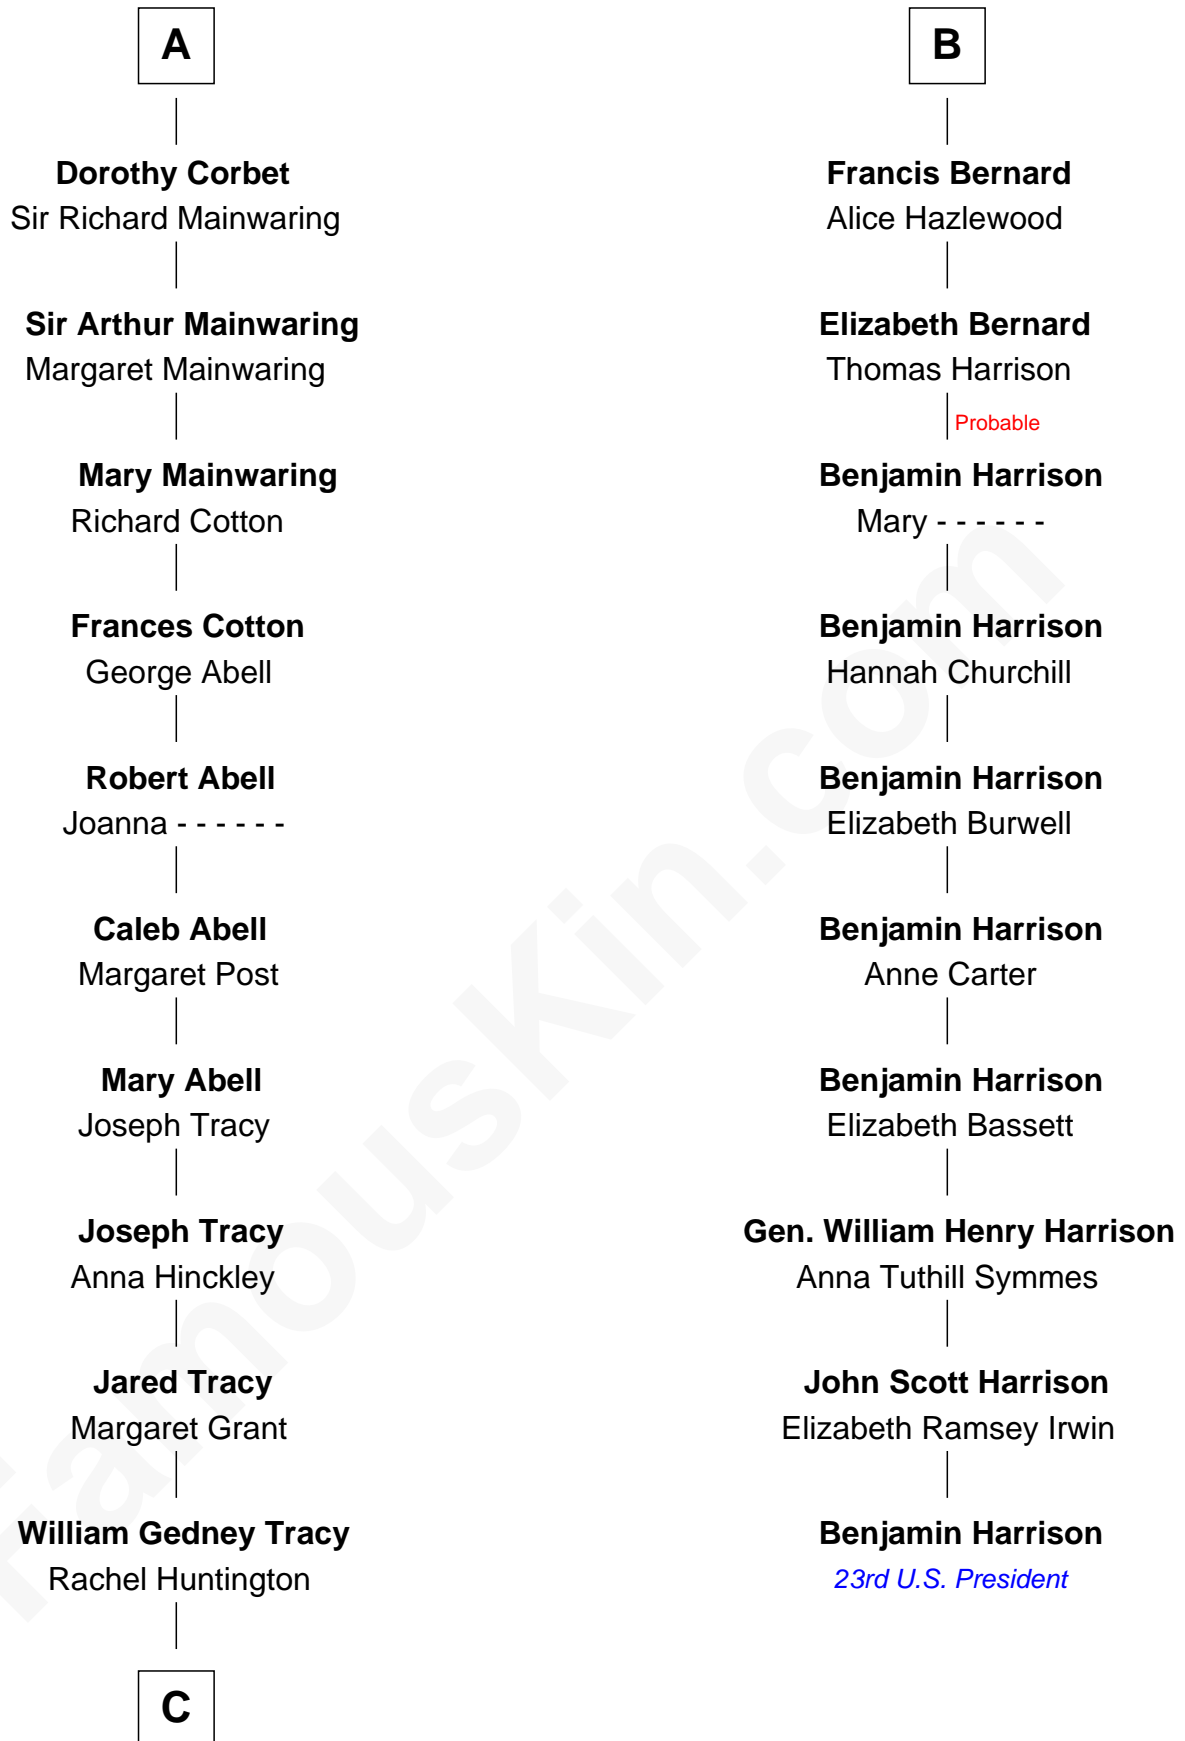 A
Dorothy Corbet
Sir Richard Mainwaring
Sir Arthur Mainwaring
Margaret Mainwaring
Mary Mainwaring
Richard Cotton
Frances Cotton
George Abell
Robert Abell
Joanna - - - - - -
Caleb Abell
Margaret Post
Mary Abell
Joseph Tracy
Joseph Tracy
Anna Hinckley
Jared Tracy
Margaret Grant
William Gedney Tracy
Rachel Huntington
C
B
Francis Bernard
Alice Hazlewood
Elizabeth Bernard
Thomas Harrison
Probable
Benjamin Harrison
Mary - - - - - -
Benjamin Harrison
Hannah Churchill
Benjamin Harrison
Elizabeth Burwell
Benjamin Harrison
Anne Carter
Benjamin Harrison
Elizabeth Bassett
Gen. William Henry Harrison
Anna Tuthill Symmes
John Scott Harrison
Elizabeth Ramsey Irwin
Benjamin Harrison
23rd U.S. President
FamousKin.com